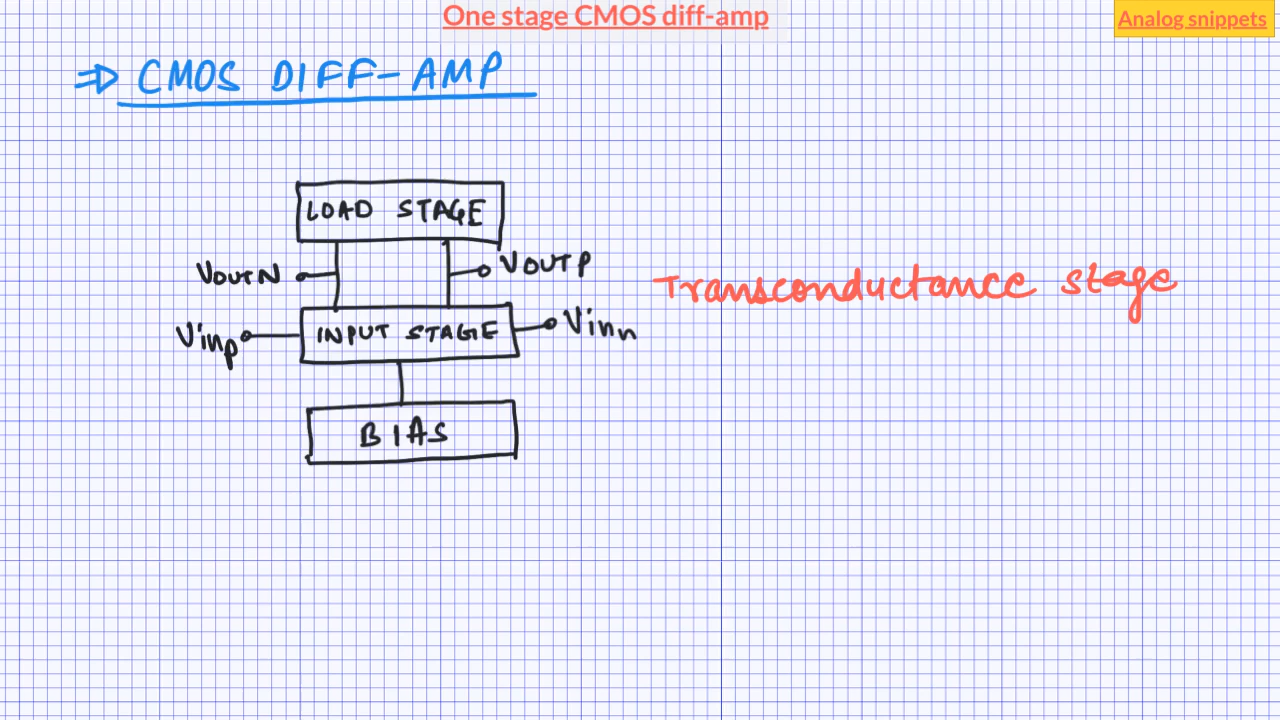 One stage CMOS diff-amp
Analog snippets
⇒ CMOS DIFF-AMP
LOAD STAGE
VOUTN
VOUTP
Transconductance stage
Vinp
INPUT STAGE
Vinn
BIAS